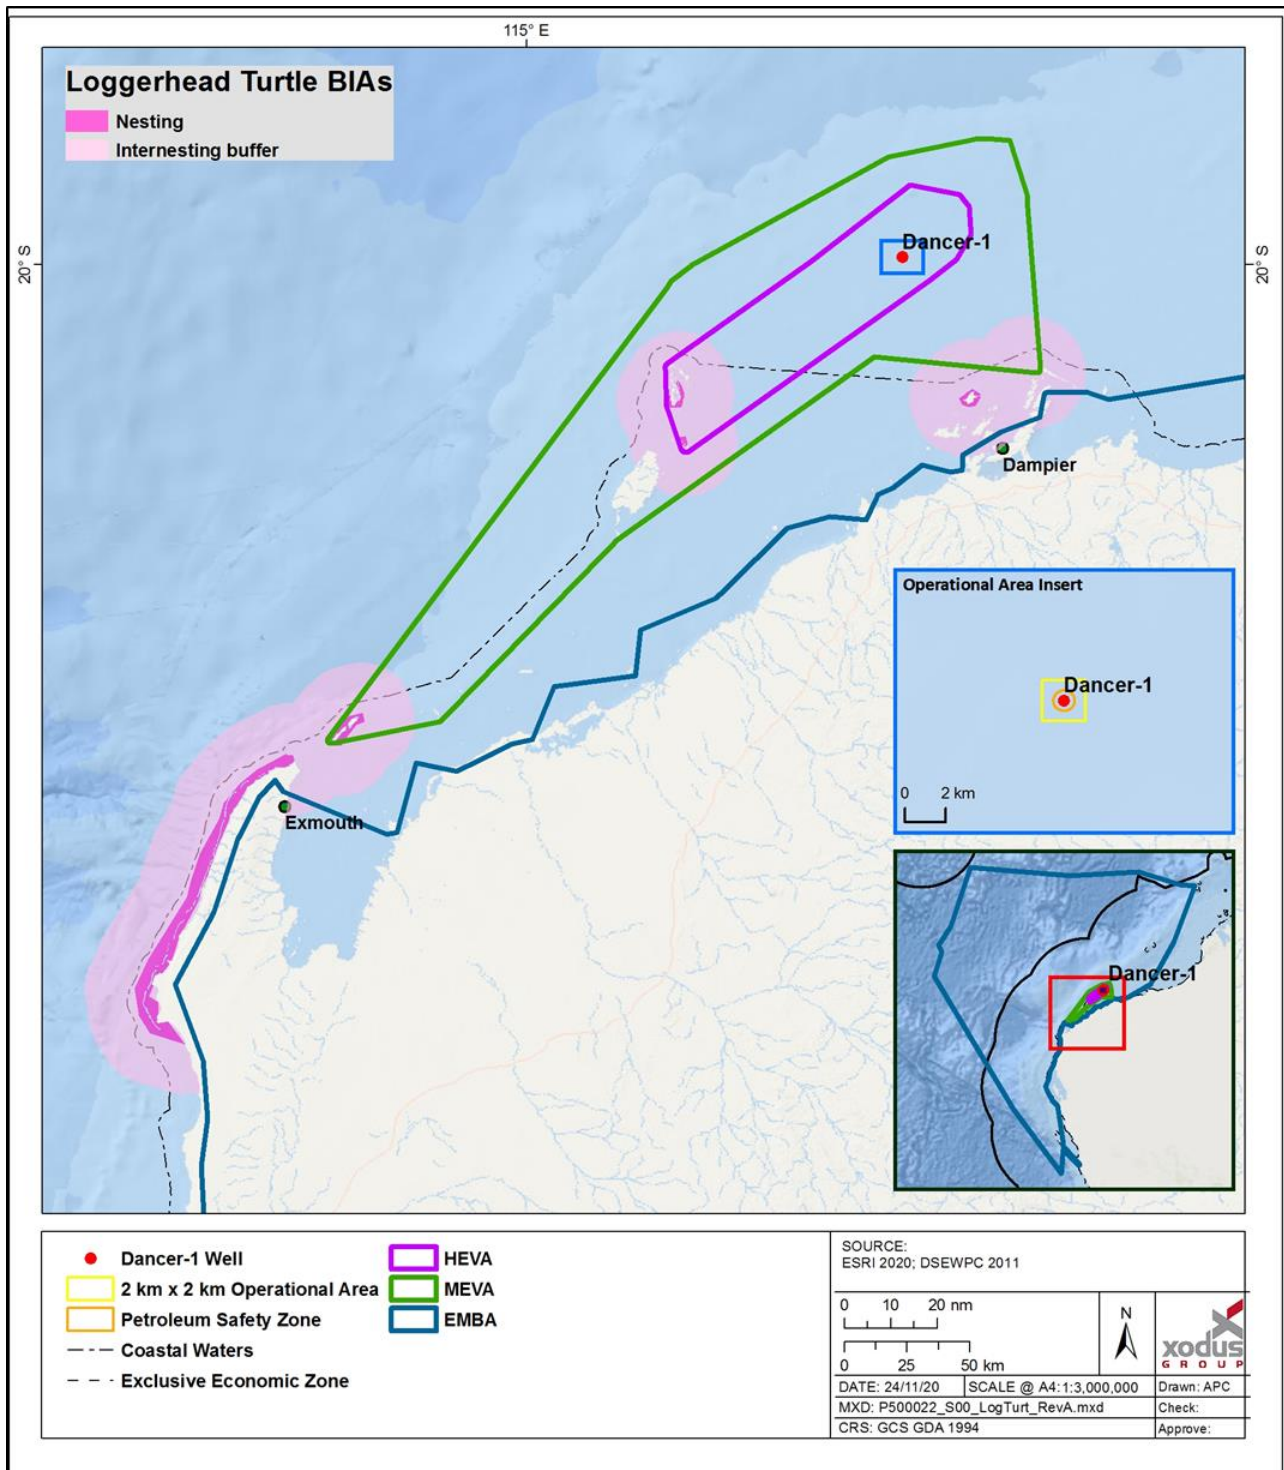 115° E
Loggerhead Turtle BIAs
Nesting
Internesting buffer
20° S
20° S
Dancer-1
Dampier
Exmouth
Operational Area Insert
Dancer-1
0 2 km
Dancer-1
Dancer-1 Well
2 km x 2 km Operational Area
Petroleum Safety Zone
Coastal Waters
Exclusive Economic Zone
HEVA
MEVA
EMBA
SOURCE:
ESRI 2020; DSEWPC 2011
0 10 20 nm
0 25 50 km
N
xodus
GROUP
DATE: 24/11/20 SCALE @ A4:1:3,000,000 Drawn: APC
MXD: P500022_S00_LogTurt_RevA.mxd Check:
CRS: GCS GDA 1994 Approve: